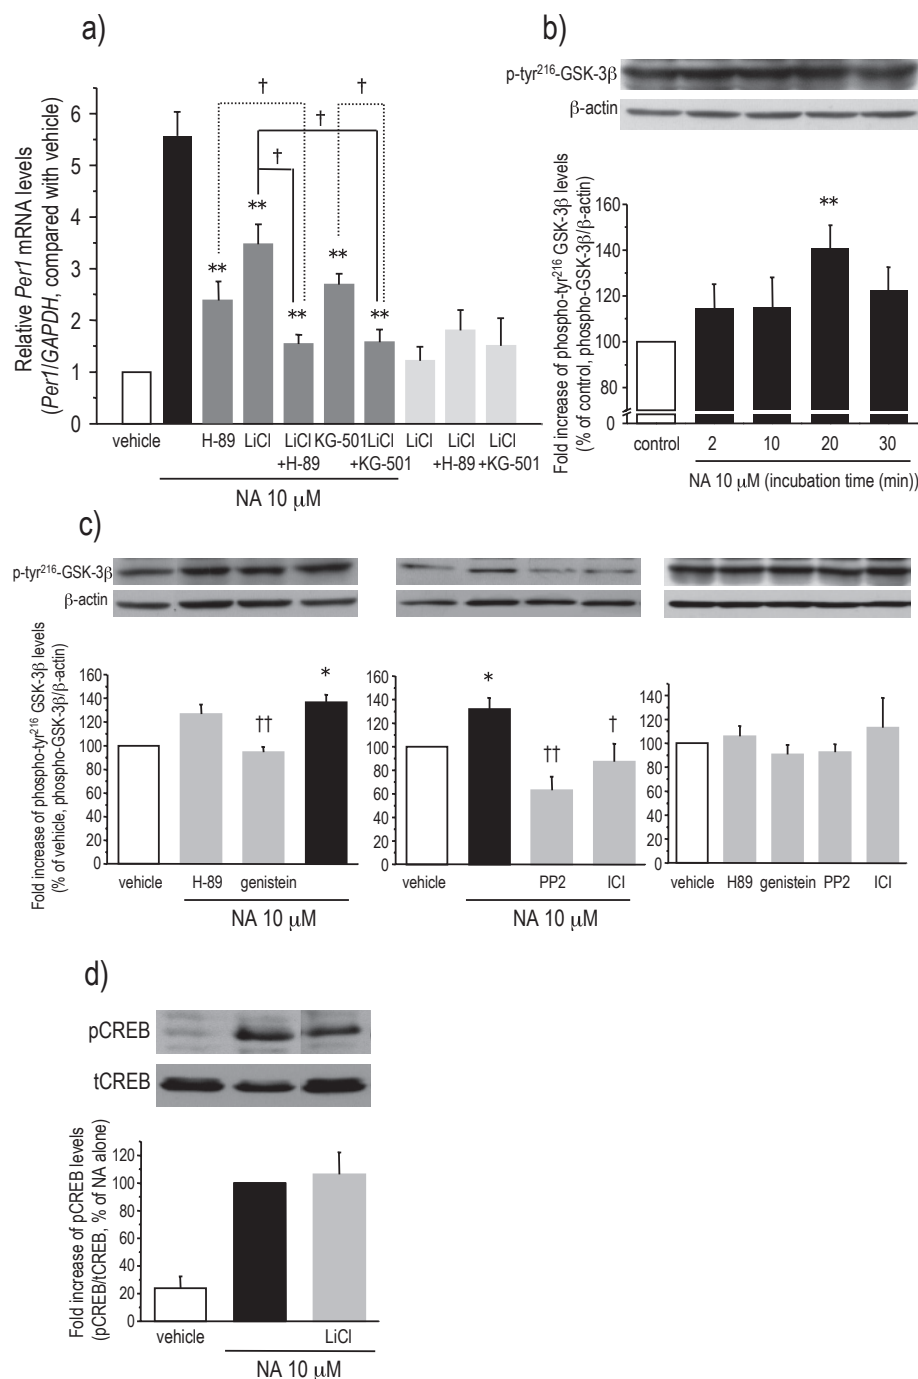 a)
Relative Per1 mRNA levels
(Per1/GAPDH, compared with vehicle)
6
5
4
3
2
1
0
†
†
†
†
**
**
**
**
**
vehicle
H-89
LiCl
LiCl
KG-501
LiCl
LiCl
LiCl
LiCl
+H-89
+KG-501
+H-89
+KG-501
NA 10 μM
b)
p-tyr216-GSK-3β
β-actin
Fold increase of phospho-tyr216 GSK-3β levels
(% of control, phospho-GSK-3β/β-actin)
160
140
120
100
80
0
**
control
2
10
20
30
NA 10 μM (incubation time (min))
c)
p-tyr216-GSK-3β
β-actin
Fold increase of phospho-tyr216 GSK-3β levels
(% of vehicle, phospho-GSK-3β/β-actin)
160
140
120
100
80
60
40
20
0
††
*
vehicle
H-89
genistein
NA 10 μM
160
140
120
100
80
60
40
20
0
*
††
†
vehicle
PP2
ICI
NA 10 μM
140
120
100
80
60
40
20
0
vehicle
H89
genistein
PP2
ICI
d)
pCREB
tCREB
Fold increase of pCREB levels
(pCREB/tCREB, % of NA alone)
120
100
80
60
40
20
0
vehicle
LiCl
NA 10 μM